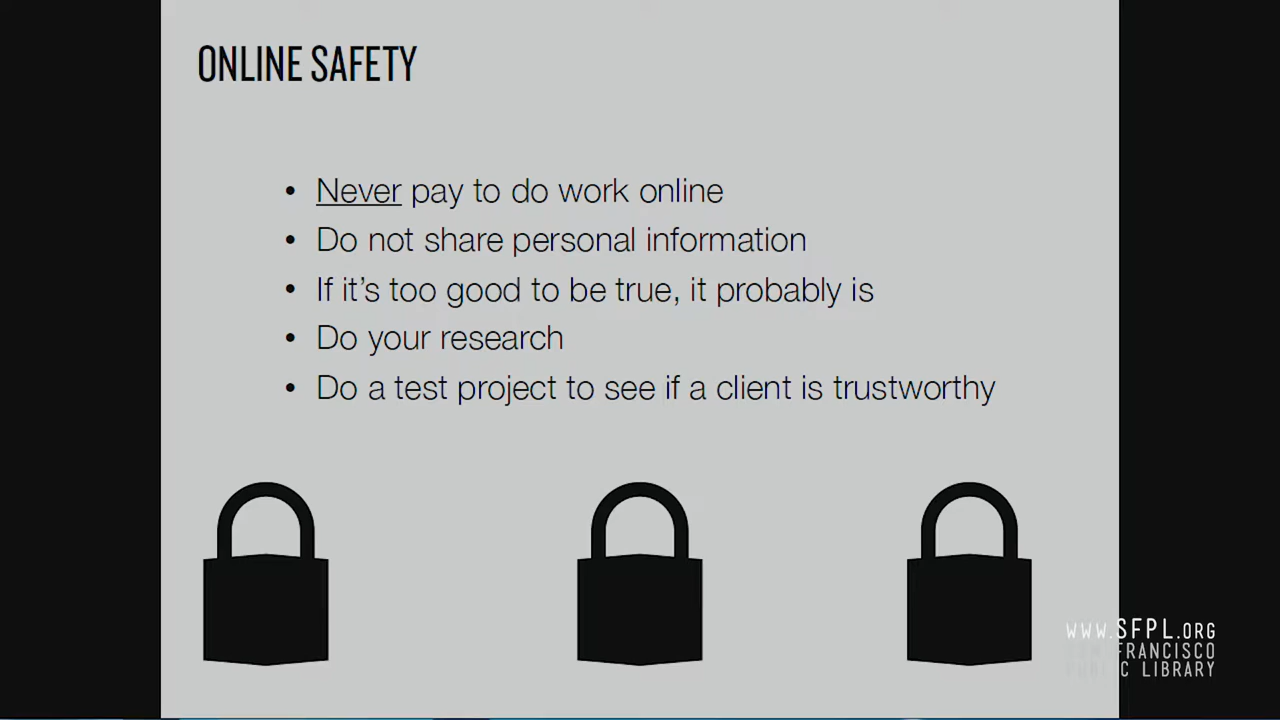 ONLINE SAFETY
• Never pay to do work online
• Do not share personal information
• If it's too good to be true, it probably is
• Do your research
• Do a test project to see if a client is trustworthy
WWW.SFPL.ORG
SAN FRANCISCO
PUBLIC LIBRARY